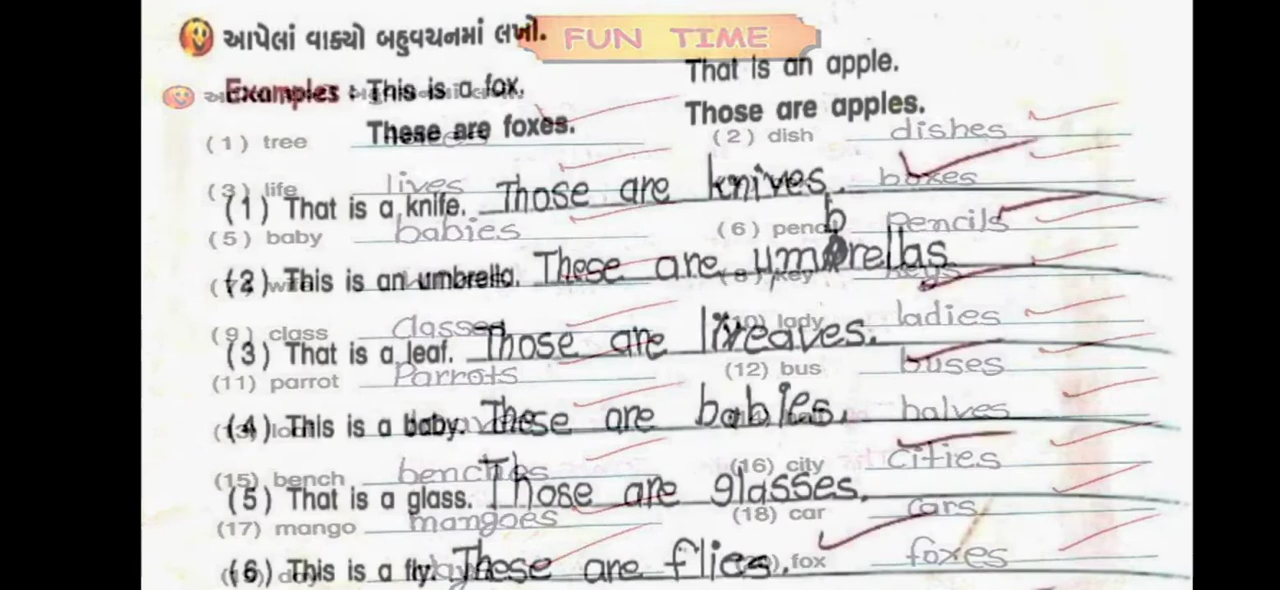 આપેલાં વાક્યો બહુવચનમાં લખો. FUN TIME
Examples : This is a fox. That is an apple.
These are foxes. Those are apples.
(1) tree (2) dish dishes
(3) life lives boxes
(1) That is a knife. Those are knives.
(5) baby babies (6) pencil pencils
(2) This is an umbrella. These are umbrellas
(8) key keys
(9) class classes (10) lady ladies
(3) That is a leaf. Those are leaves.
(11) parrot Parrots (12) bus buses
(4) This is a baby. These are babies. halves
(15) bench benches (16) city cities
(5) That is a glass. Those are glasses.
(17) mango mangoes (18) car cars
(6) This is a fly. These are flies. fox foxes